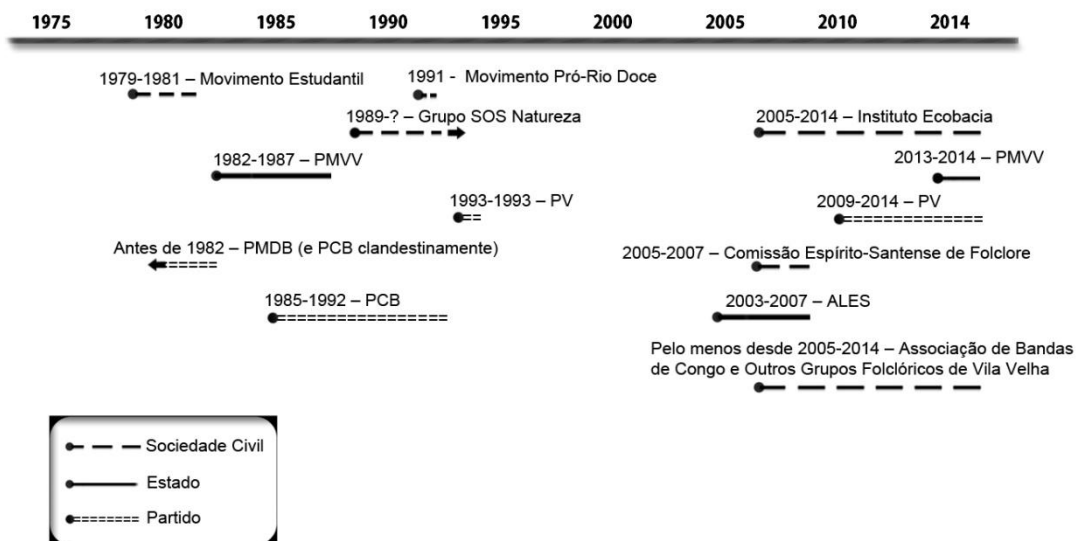 1975 1980 1985 1990 1995 2000 2005 2010 2014
1979-1981 – Movimento Estudantil
1991 - Movimento Pró-Rio Doce
1989-? – Grupo SOS Natureza
2005-2014 – Instituto Ecobacia
1982-1987 – PMVV
2013-2014 – PMVV
1993-1993 – PV
2009-2014 – PV
Antes de 1982 – PMDB (e PCB clandestinamente)
2005-2007 – Comissão Espírito-Santense de Folclore
1985-1992 – PCB
2003-2007 – ALES
Pelo menos desde 2005-2014 – Associação de Bandas
de Congo e Outros Grupos Folclóricos de Vila Velha
Sociedade Civil
Estado
Partido